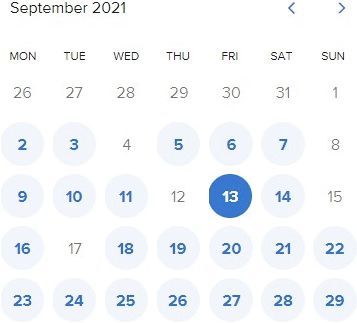 September 2021
MON TUE WED THU FRI SAT SUN
26 27 28 29 30 31 1
2 3 4 5 6 7 8
9 10 11 12 13 14 15
16 17 18 19 20 21 22
23 24 25 26 27 28 29